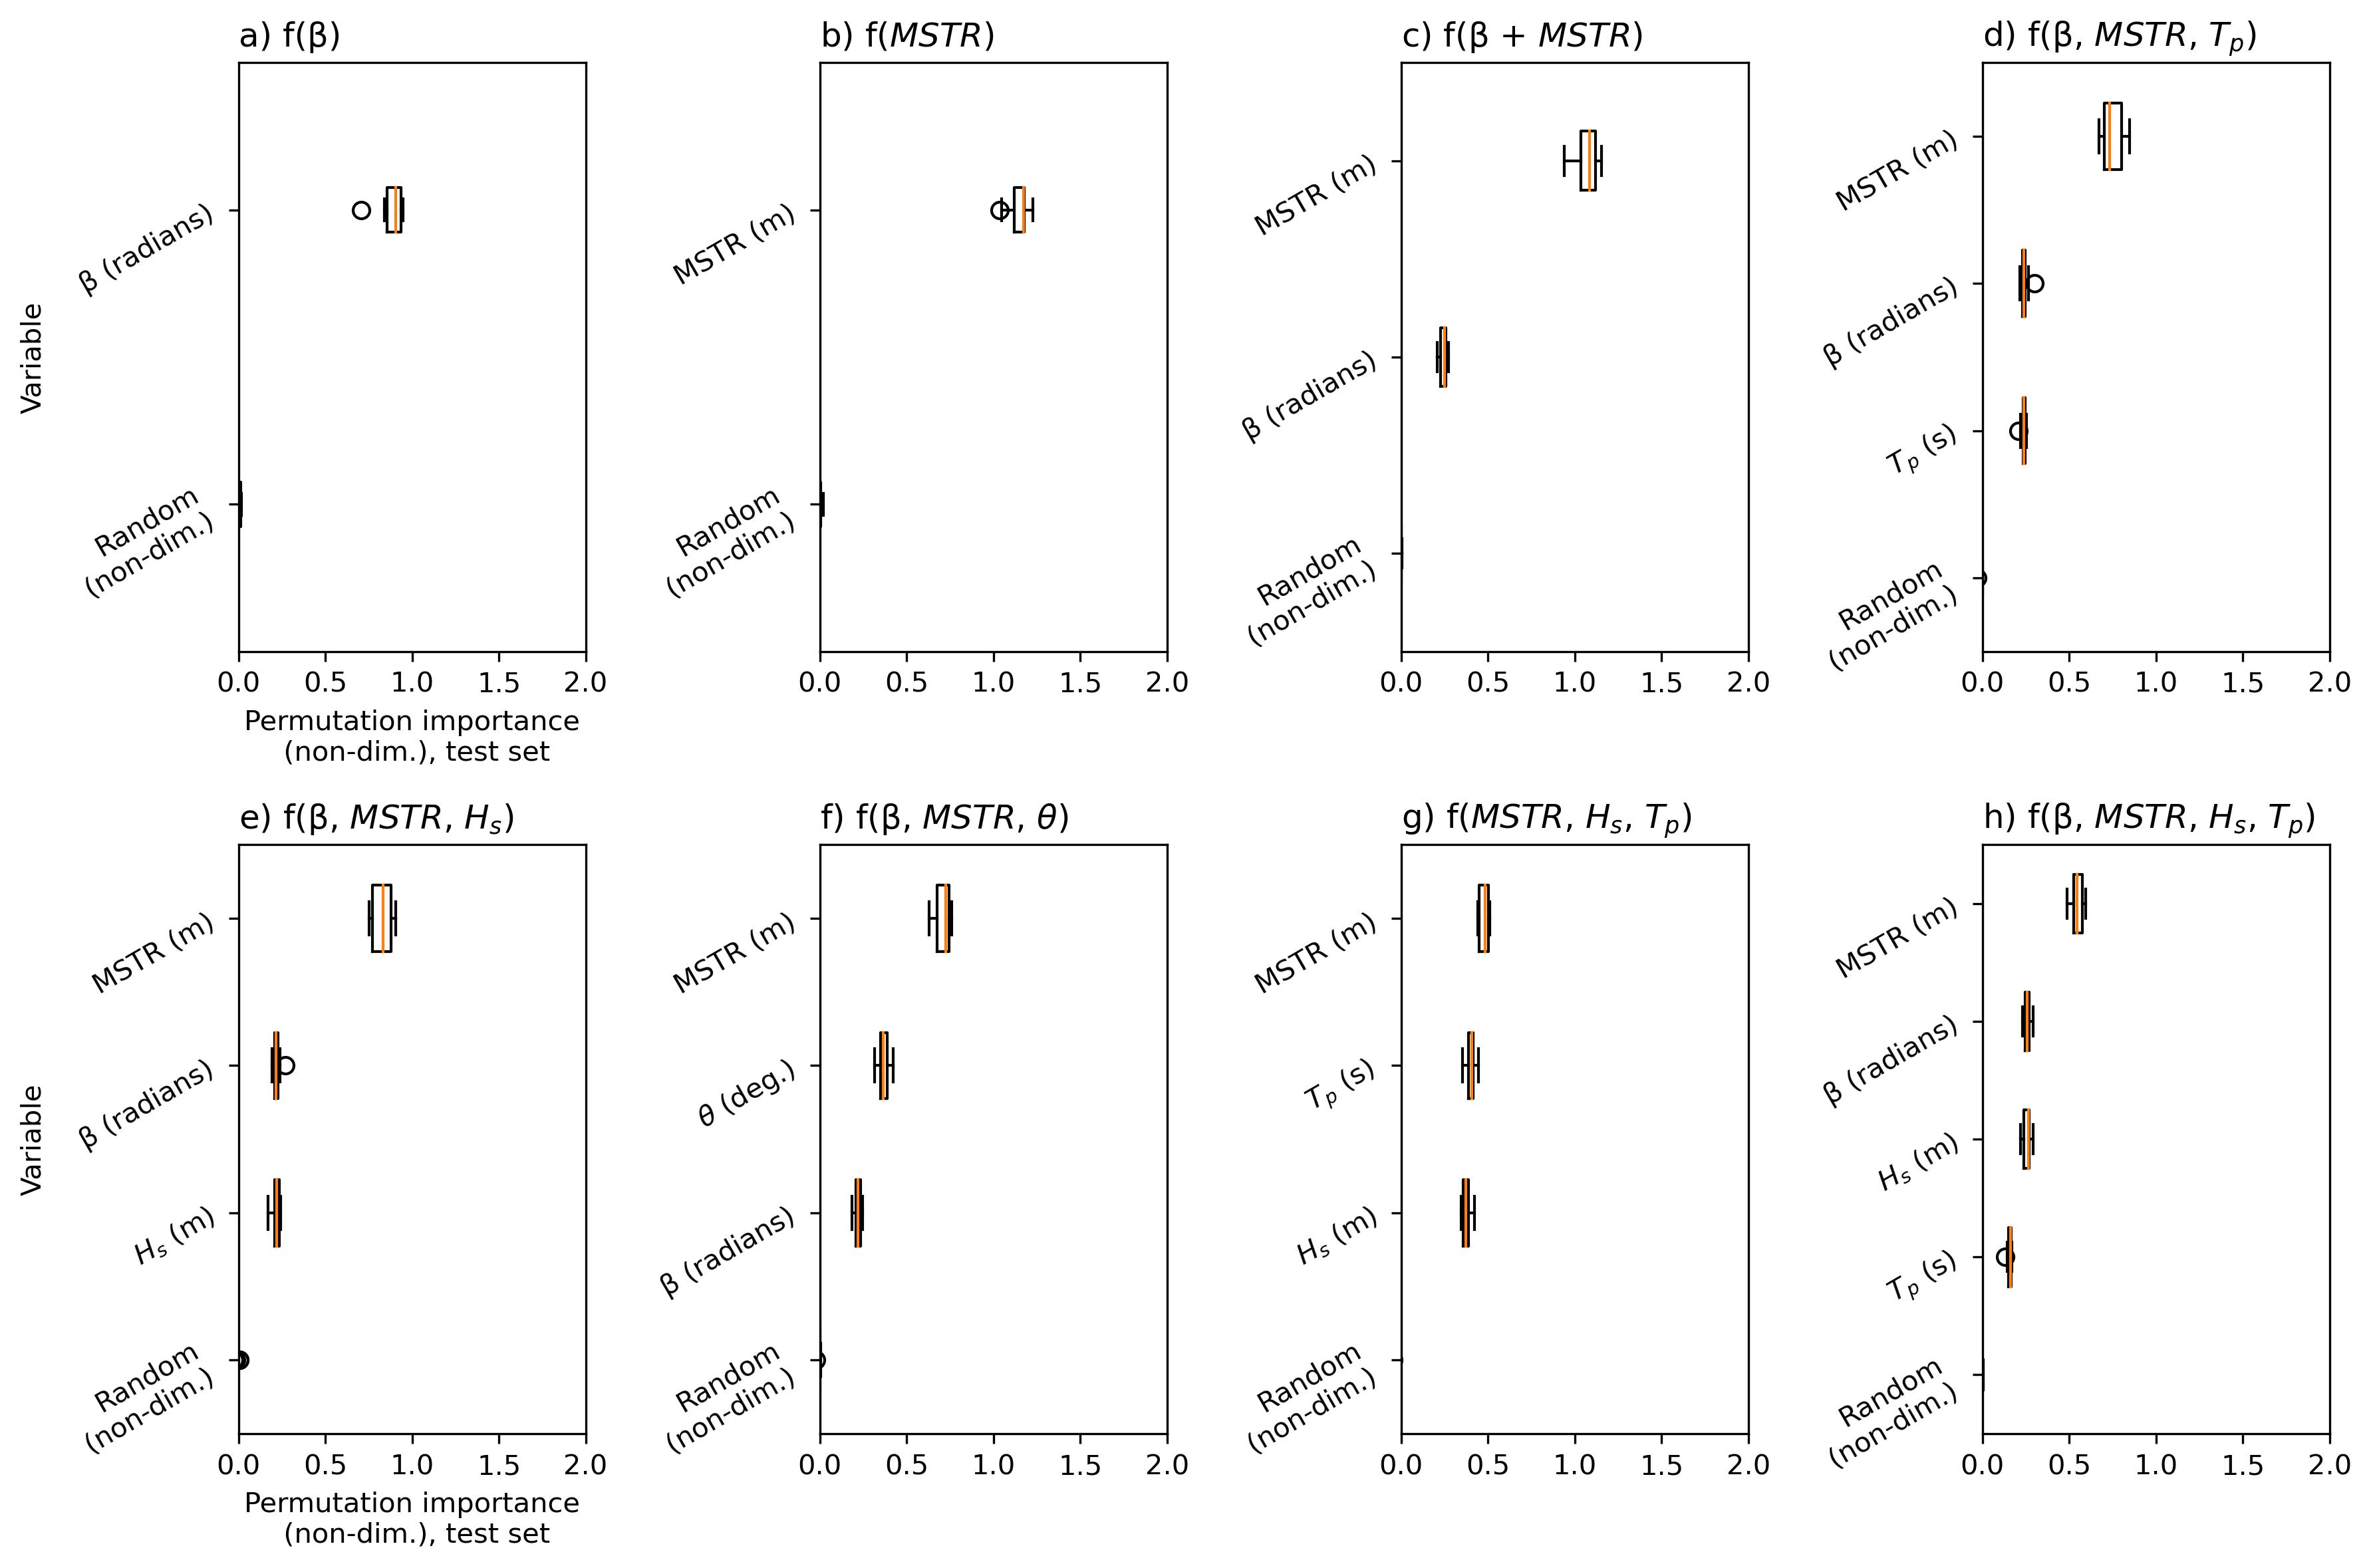 a) f(β)
b) f(MSTR)
c) f(β + MSTR)
d) f(β, MSTR, Tp)
Variable
β (radians)
Random
(non-dim.)
0.0 0.5 1.0 1.5 2.0
Permutation importance
(non-dim.), test set
MSTR (m)
Random
(non-dim.)
0.0 0.5 1.0 1.5 2.0
MSTR (m)
β (radians)
Random
(non-dim.)
0.0 0.5 1.0 1.5 2.0
MSTR (m)
β (radians)
Tp (s)
Random
(non-dim.)
0.0 0.5 1.0 1.5 2.0
e) f(β, MSTR, Hs)
f) f(β, MSTR, θ)
g) f(MSTR, Hs, Tp)
h) f(β, MSTR, Hs, Tp)
Variable
MSTR (m)
β (radians)
Hs (m)
Random
(non-dim.)
0.0 0.5 1.0 1.5 2.0
Permutation importance
(non-dim.), test set
MSTR (m)
θ (deg.)
β (radians)
Random
(non-dim.)
0.0 0.5 1.0 1.5 2.0
MSTR (m)
Tp (s)
Hs (m)
Random
(non-dim.)
0.0 0.5 1.0 1.5 2.0
MSTR (m)
β (radians)
Hs (m)
Tp (s)
Random
(non-dim.)
0.0 0.5 1.0 1.5 2.0